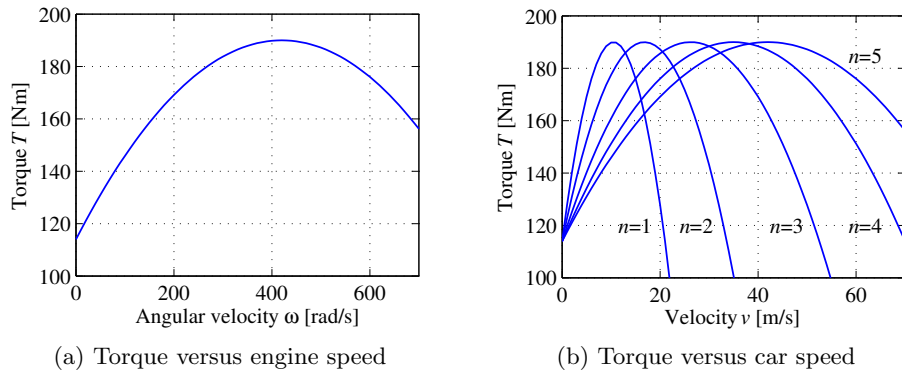 200
180
160
140
120
100
Torque T [Nm]
0 200 400 600
Angular velocity ω [rad/s]
(a) Torque versus engine speed
200
180
160
140
120
100
Torque T [Nm]
n=5
n=1 n=2 n=3 n=4
0 20 40 60
Velocity v [m/s]
(b) Torque versus car speed